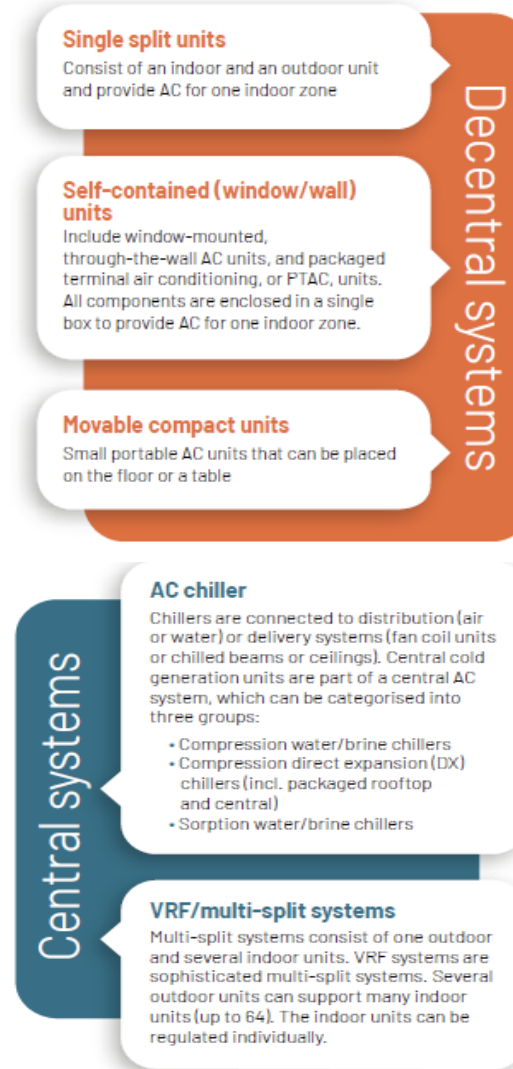 Single split units
Consist of an indoor and an outdoor unit
and provide AC for one indoor zone
Decentral systems
Self-contained (window/wall)
units
Include window-mounted,
through-the-wall AC units, and packaged
terminal air conditioning, or PTAC, units.
All components are enclosed in a single
box to provide AC for one indoor zone.
Movable compact units
Small portable AC units that can be placed
on the floor or a table
Central systems
AC chiller
Chillers are connected to distribution (air
or water) or delivery systems (fan coil units
or chilled beams or ceilings). Central cold
generation units are part of a central AC
system, which can be categorised into
three groups:
• Compression water/brine chillers
• Compression direct expansion (DX)
chillers (incl. packaged rooftop
and central)
• Sorption water/brine chillers
VRF/multi-split systems
Multi-split systems consist of one outdoor
and several indoor units. VRF systems are
sophisticated multi-split systems. Several
outdoor units can support many indoor
units (up to 64). The indoor units can be
regulated individually.